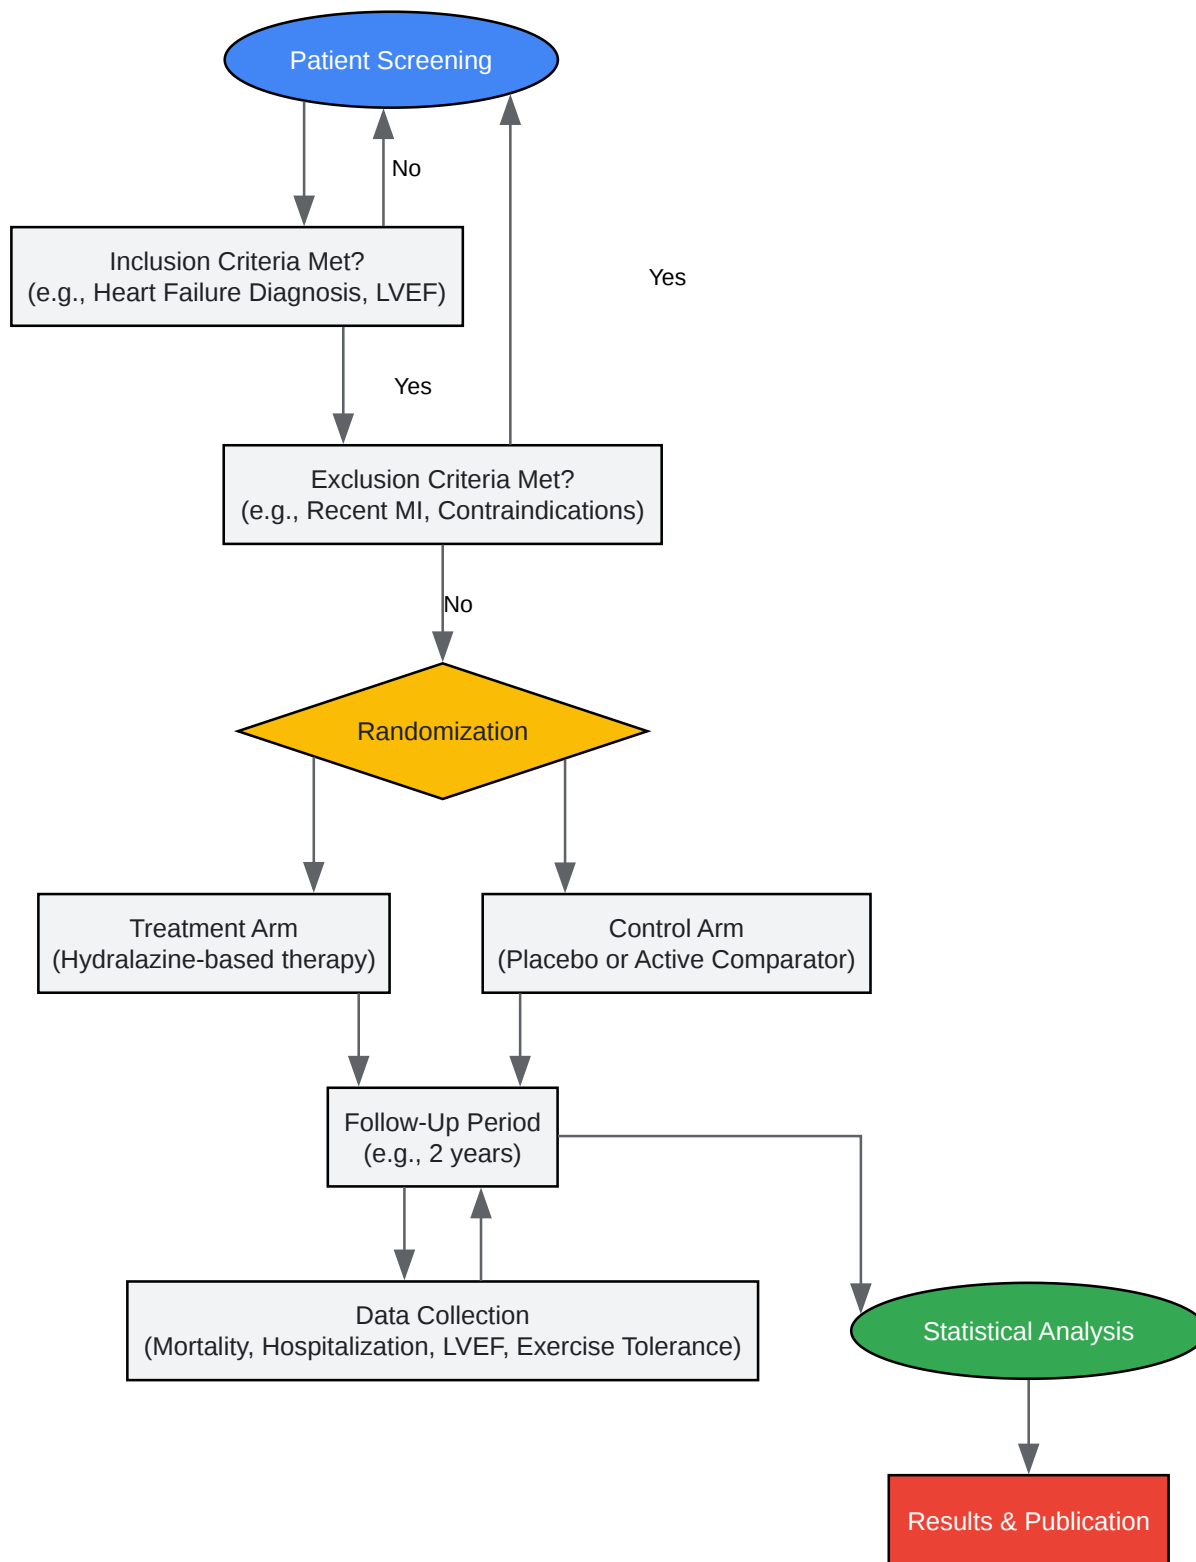 Patient Screening
No
Inclusion Criteria Met?
(e.g., Heart Failure Diagnosis, LVEF)
Yes
Yes
Exclusion Criteria Met?
(e.g., Recent MI, Contraindications)
No
Randomization
Treatment Arm
(Hydralazine-based therapy)
Control Arm
(Placebo or Active Comparator)
Follow-Up Period
(e.g., 2 years)
Data Collection
(Mortality, Hospitalization, LVEF, Exercise Tolerance)
Statistical Analysis
Results & Publication